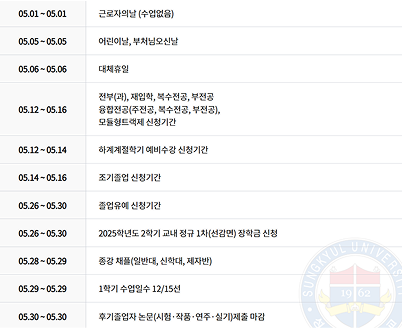 05.01 ~ 05.01 근로자의날 (수업없음)
05.05 ~ 05.05 어린이날, 부처님오신날
05.06 ~ 05.06 대체휴일
05.12 ~ 05.16 전부(과), 재입학, 복수전공, 부전공
융합전공(주전공, 복수전공, 부전공),
모듈형트랙제 신청기간
05.12 ~ 05.14 하계계절학기 예비수강 신청기간
05.14 ~ 05.16 조기졸업 신청기간
05.26 ~ 05.30 졸업유예 신청기간
05.26 ~ 05.30 2025학년도 2학기 교내 정규 1차(선감면) 장학금 신청
05.28 ~ 05.29 종강 채플(일반대, 신학대, 제자반)
05.29 ~ 05.29 1학기 수업일수 12/15선
05.30 ~ 05.30 후기졸업자 논문(시험·작품·연주·실기)제출 마감
SUNGKYUL UNIVERSITY
1962